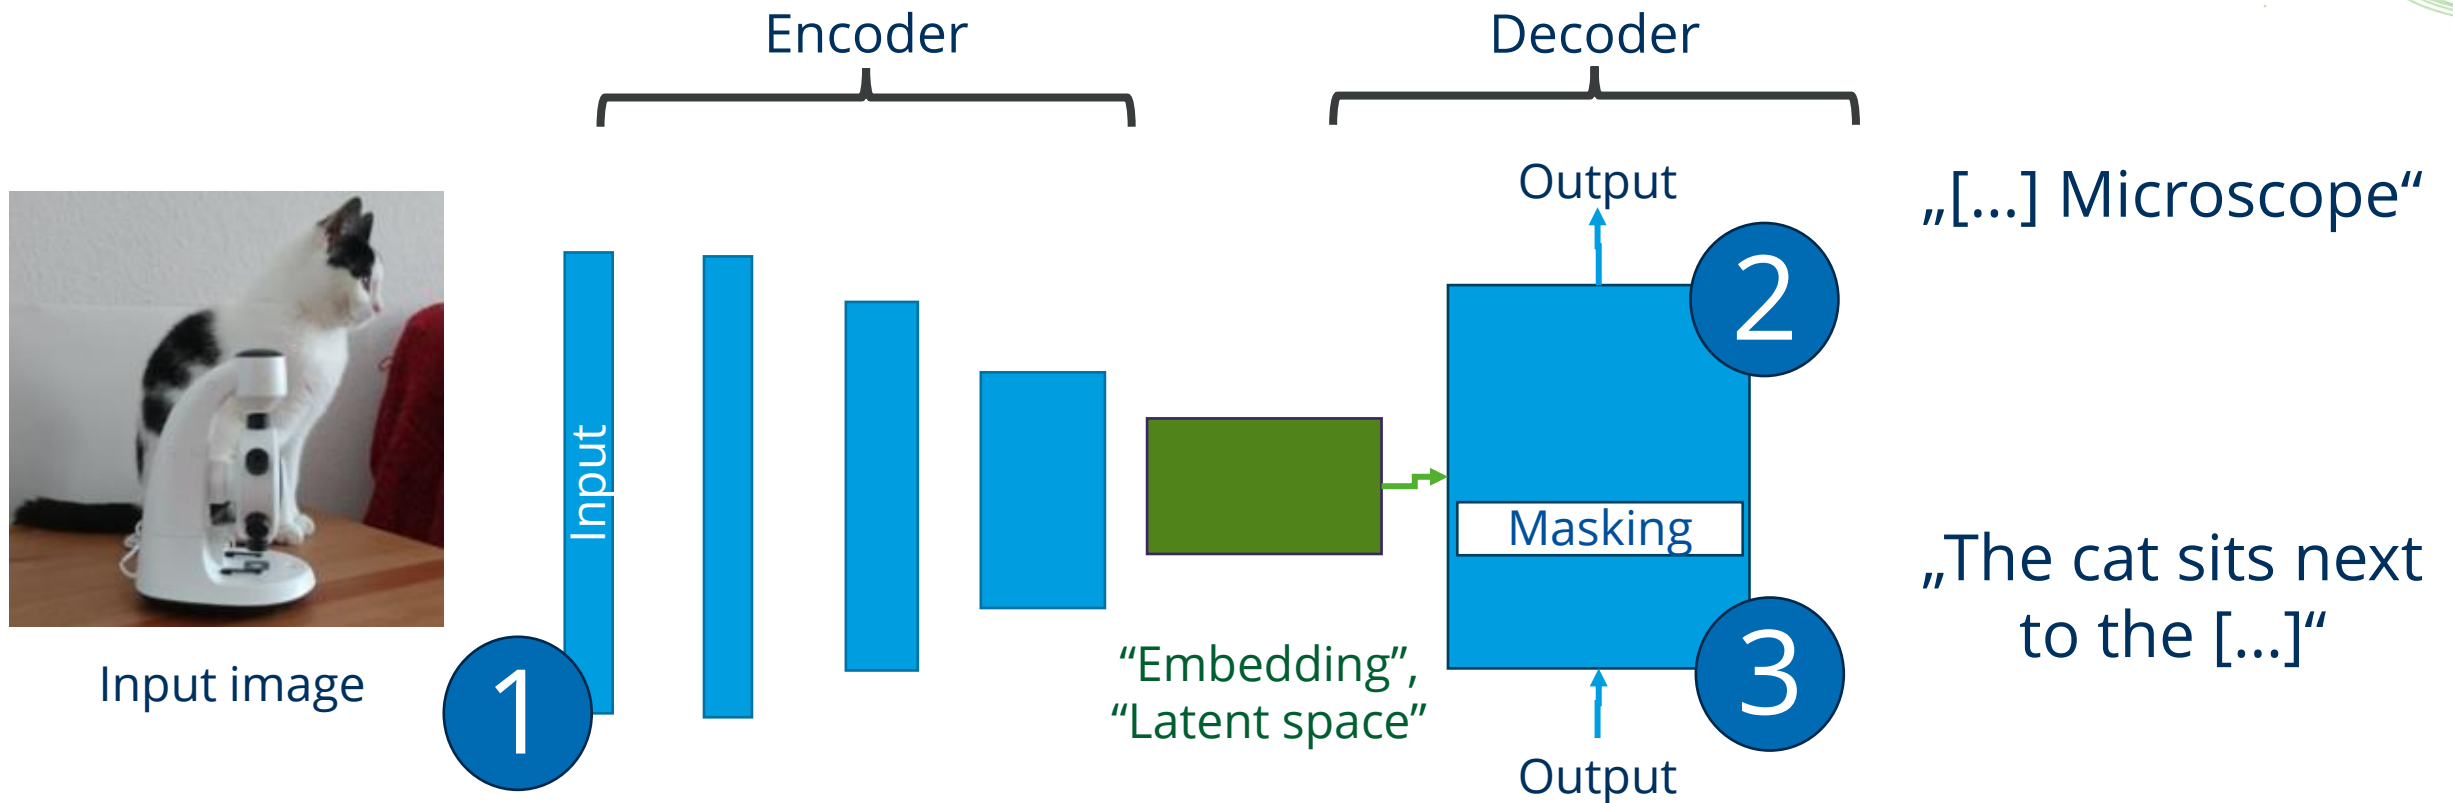 Encoder
Decoder
Output
„[...] Microscope“
2
Input
Masking
„The cat sits next
to the [...]“
3
“Embedding”,
“Latent space”
Input image
1
Output